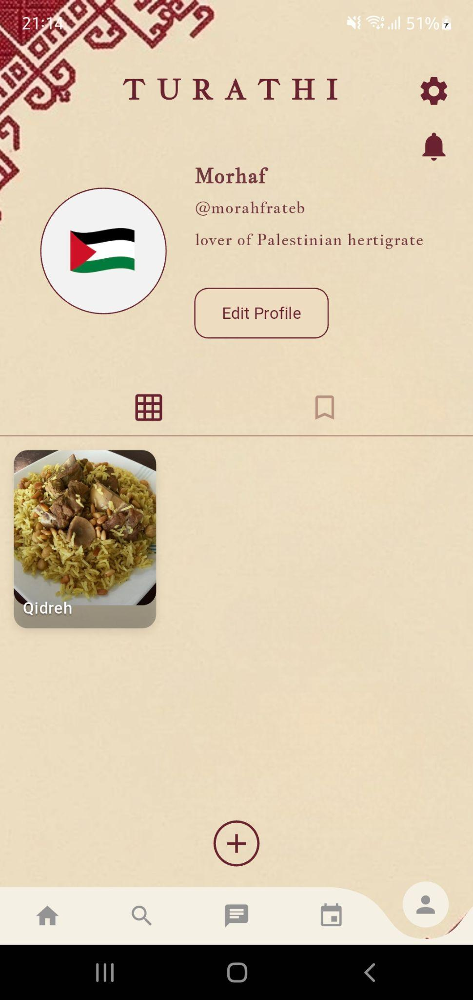 21:14
51%
TURATHI
Morhaf
@morahfrateb
lover of Palestinian hertigrate
Edit Profile
Qidreh